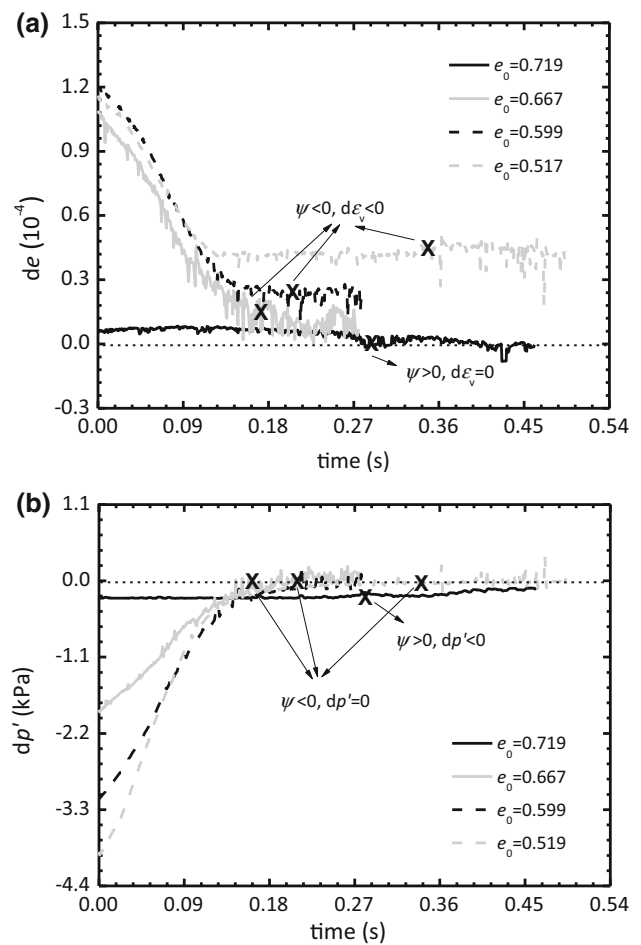 (a)
1.5
1.2
0.9
0.6
0.3
0.0
-0.3
de (10⁻⁴)
e₀=0.719
e₀=0.667
e₀=0.599
e₀=0.517
ψ<0, dεᵥ<0
ψ>0, dεᵥ=0
0.00 0.09 0.18 0.27 0.36 0.45 0.54
time (s)
(b)
1.1
0.0
-1.1
-2.2
-3.3
-4.4
dp′ (kPa)
ψ>0, dp′<0
ψ<0, dp′=0
e₀=0.719
e₀=0.667
e₀=0.599
e₀=0.519
0.00 0.09 0.18 0.27 0.36 0.45 0.54
time (s)